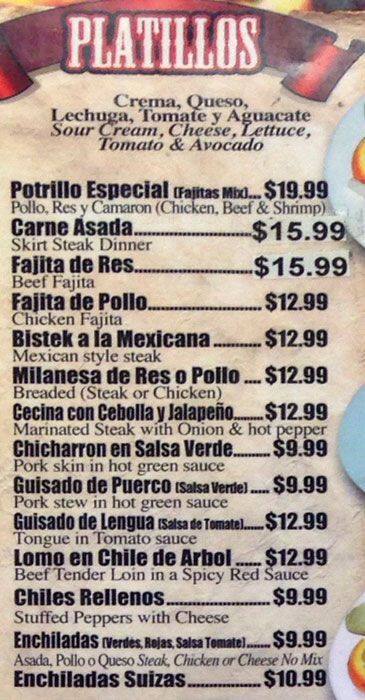 PLATILLOS
Crema, Queso,
Lechuga, Tomate y Aguacate
Sour Cream, Cheese, Lettuce,
Tomato & Avocado
Potrillo Especial (Fajitas Mix)... $19.99
Pollo, Res y Camaron (Chicken, Beef & Shrimp)
Carne Asada.......................$15.99
Skirt Steak Dinner
Fajita de Res.......................$15.99
Beef Fajita
Fajita de Pollo...................... $12.99
Chicken Fajita
Bistek a la Mexicana ......... $12.99
Mexican style steak
Milanesa de Res o Pollo .... $12.99
Breaded (Steak or Chicken)
Cecina con Cebolla y Jalapeño.......$12.99
Marinated Steak with Onion & hot pepper
Chicharron en Salsa Verde........ $9.99
Pork skin in hot green sauce
Guisado de Puerco (Salsa Verde) ..... $9.99
Pork stew in hot green sauce
Guisado de Lengua (Salsa de Tomate)......$12.99
Tongue in Tomato sauce
Lomo en Chile de Arbol ...... $12.99
Beef Tender Loin in a Spicy Red Sauce
Chiles Rellenos.................... $9.99
Stuffed Peppers with Cheese
Enchiladas (Verdes, Rojas, Salsa Tomate)...... $9.99
Asada, Pollo o Queso Steak, Chicken or Cheese No Mix
Enchiladas Suizas................ $10.99